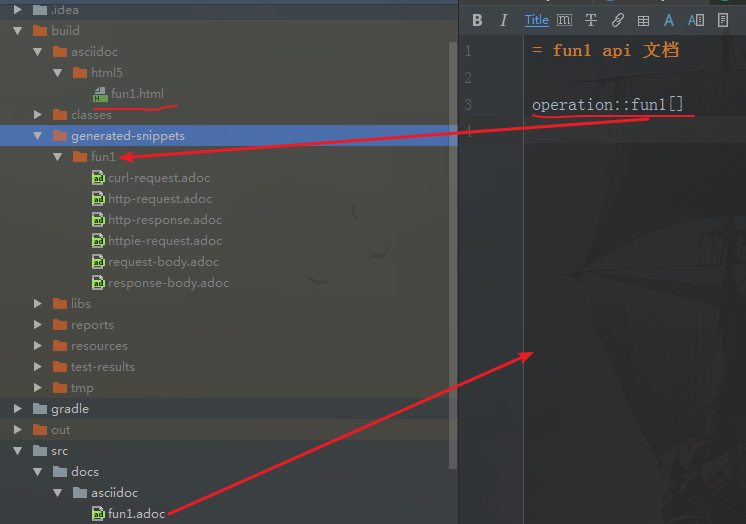 .idea
build
asciidoc
html5
fun1.html
classes
generated-snippets
fun1
curl-request.adoc
http-request.adoc
http-response.adoc
httpie-request.adoc
request-body.adoc
response-body.adoc
libs
reports
resources
test-results
tmp
gradle
out
src
docs
asciidoc
fun1.adoc
B I Title m T A A
1 = fun1 api 文档
2
3 operation::fun1[]
4